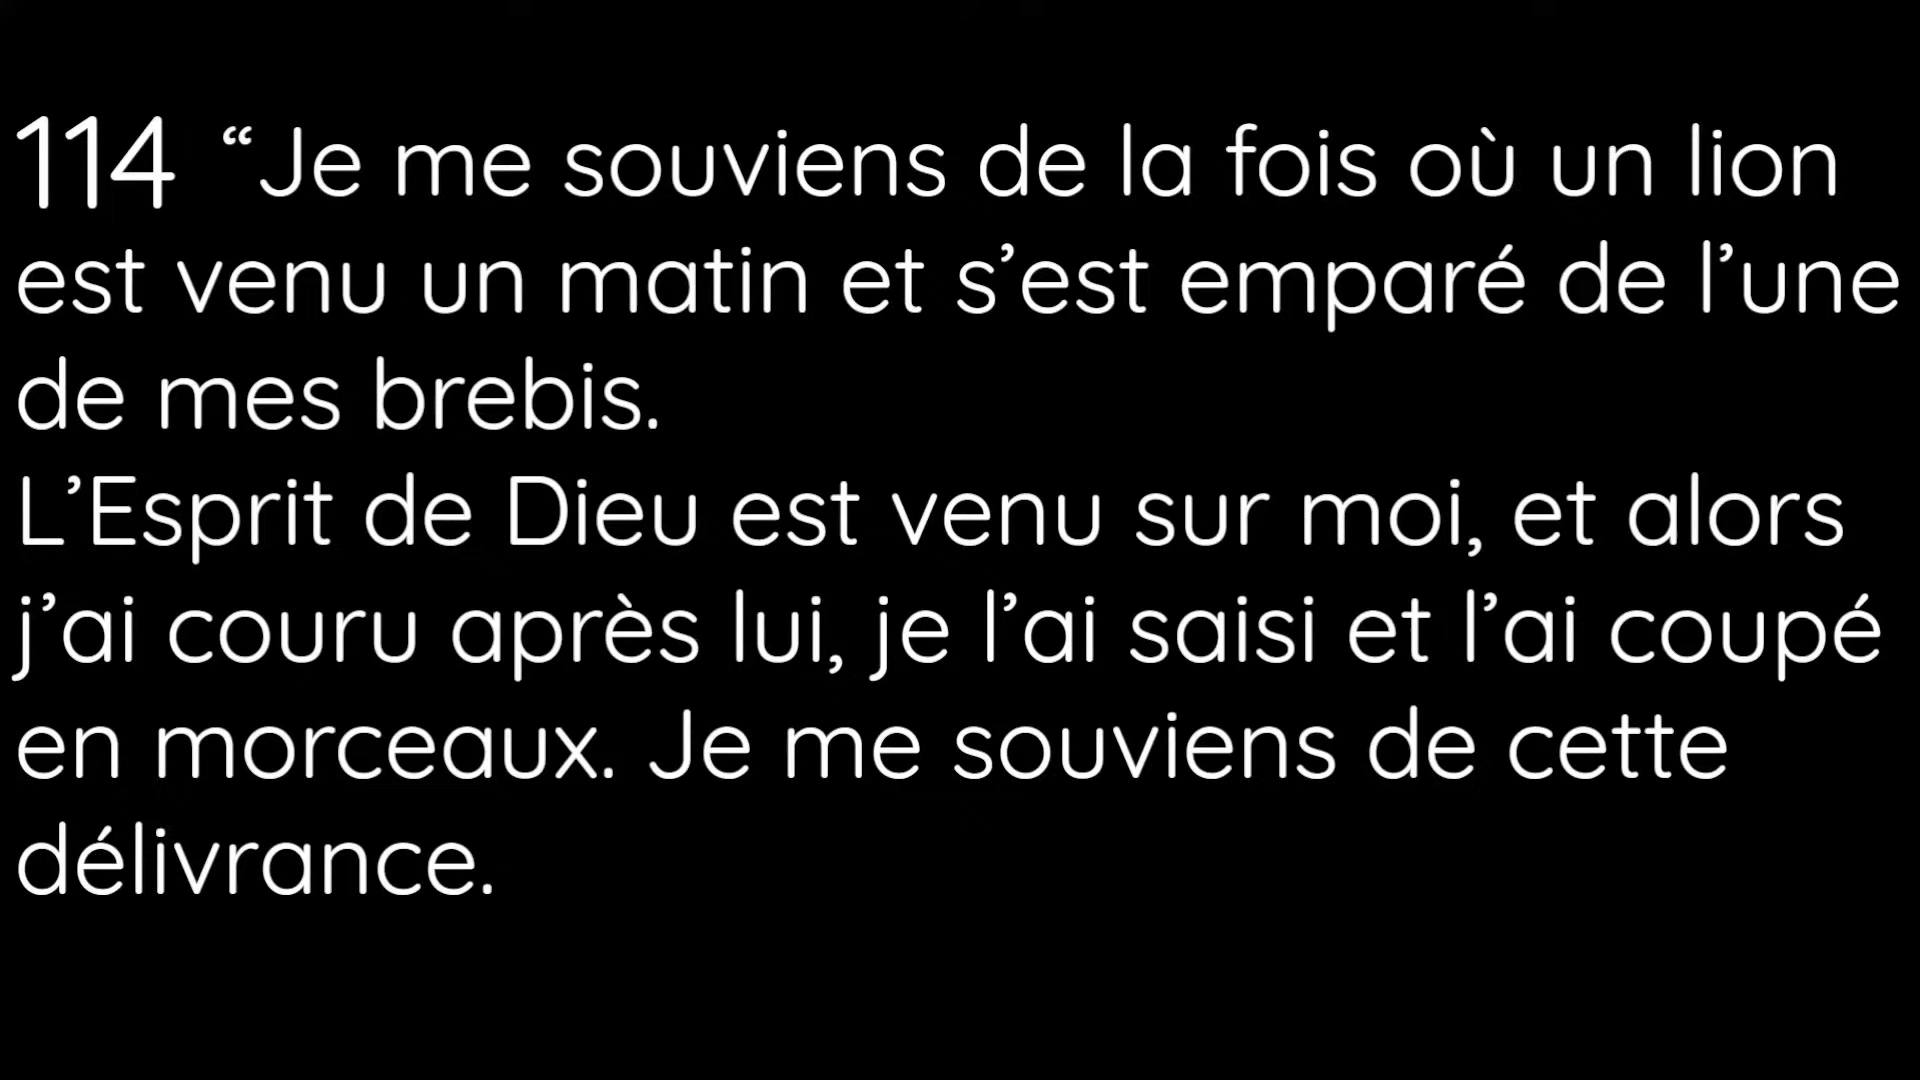 114 “Je me souviens de la fois où un lion
est venu un matin et s’est emparé de l’une
de mes brebis.
L’Esprit de Dieu est venu sur moi, et alors
j’ai couru après lui, je l’ai saisi et l’ai coupé
en morceaux. Je me souviens de cette
délivrance.